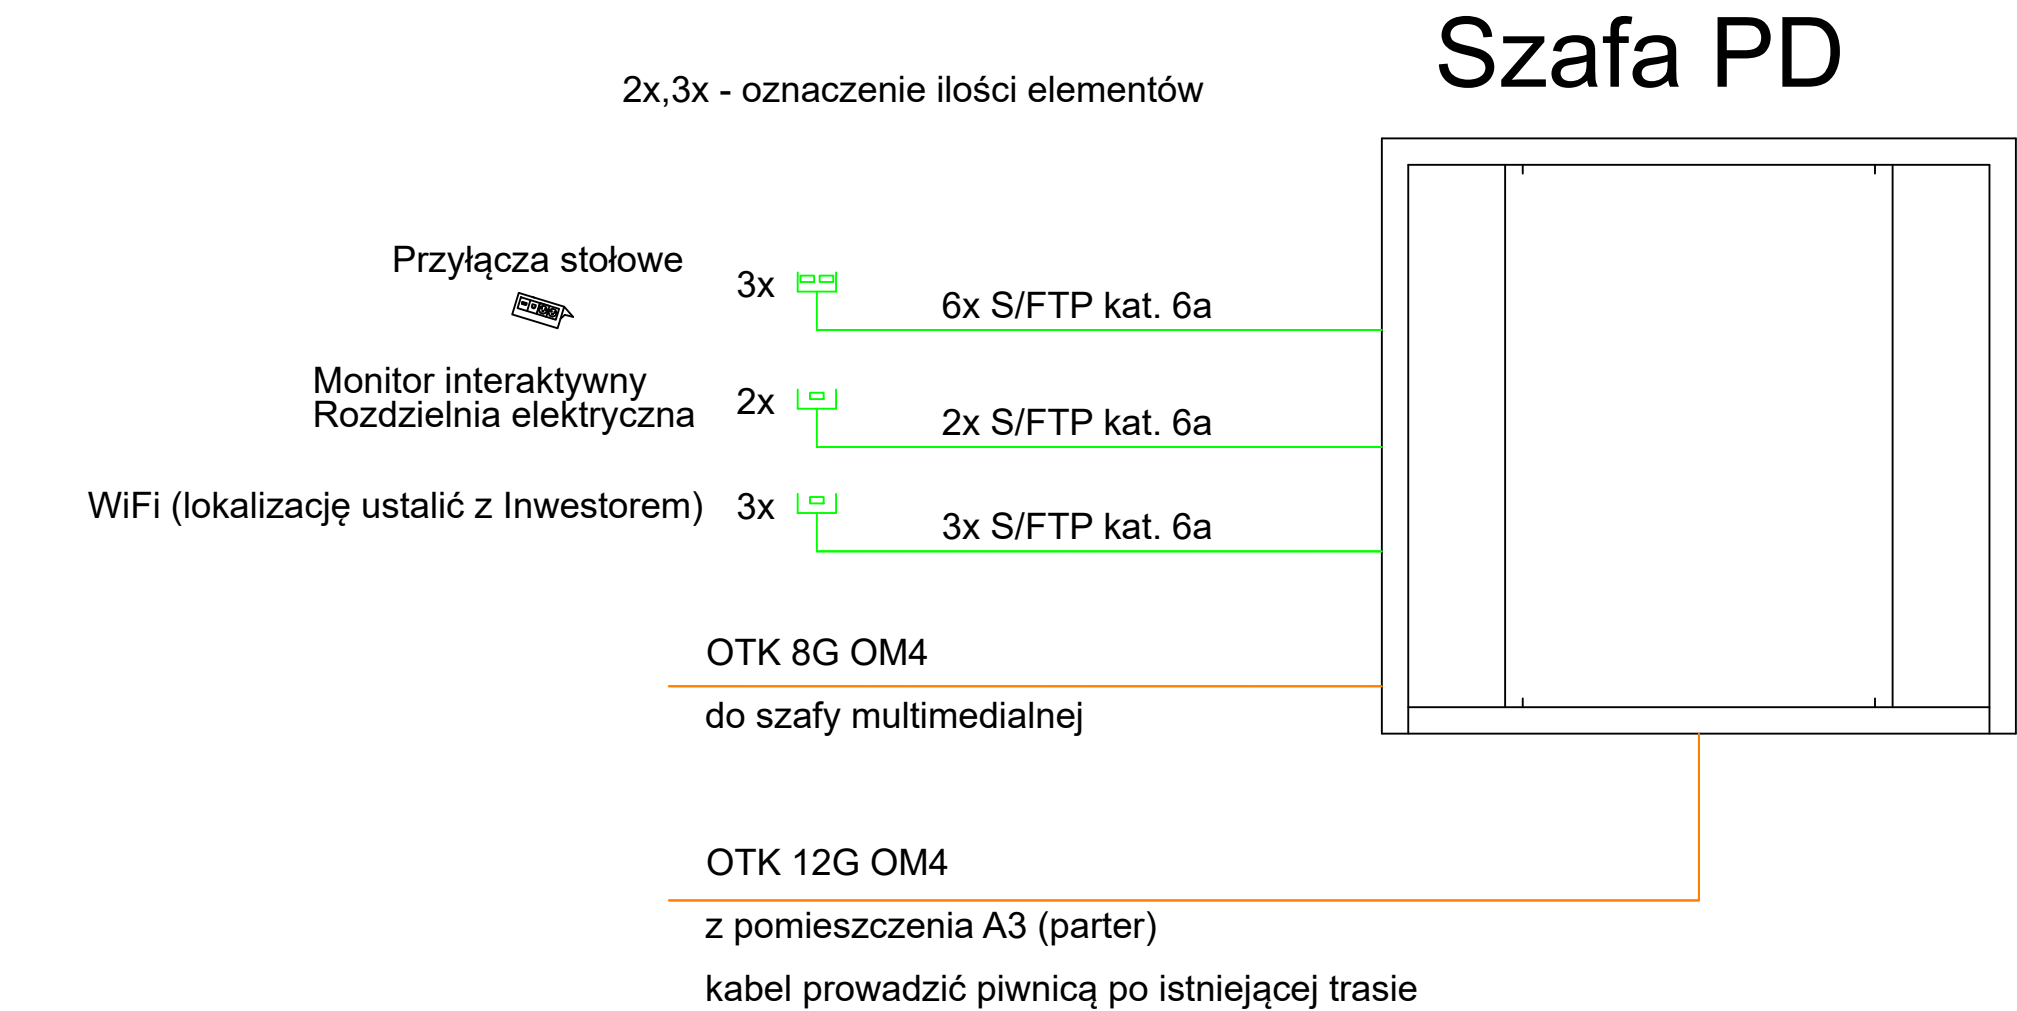 Szafa PD
2x,3x - oznaczenie ilości elementów
Przyłącza stołowe
3x
6x S/FTP kat. 6a
Monitor interaktywny
Rozdzielnia elektryczna
2x
2x S/FTP kat. 6a
WiFi (lokalizację ustalić z Inwestorem)
3x
3x S/FTP kat. 6a
OTK 8G OM4
do szafy multimedialnej
OTK 12G OM4
z pomieszczenia A3 (parter)
kabel prowadzić piwnicą po istniejącej trasie